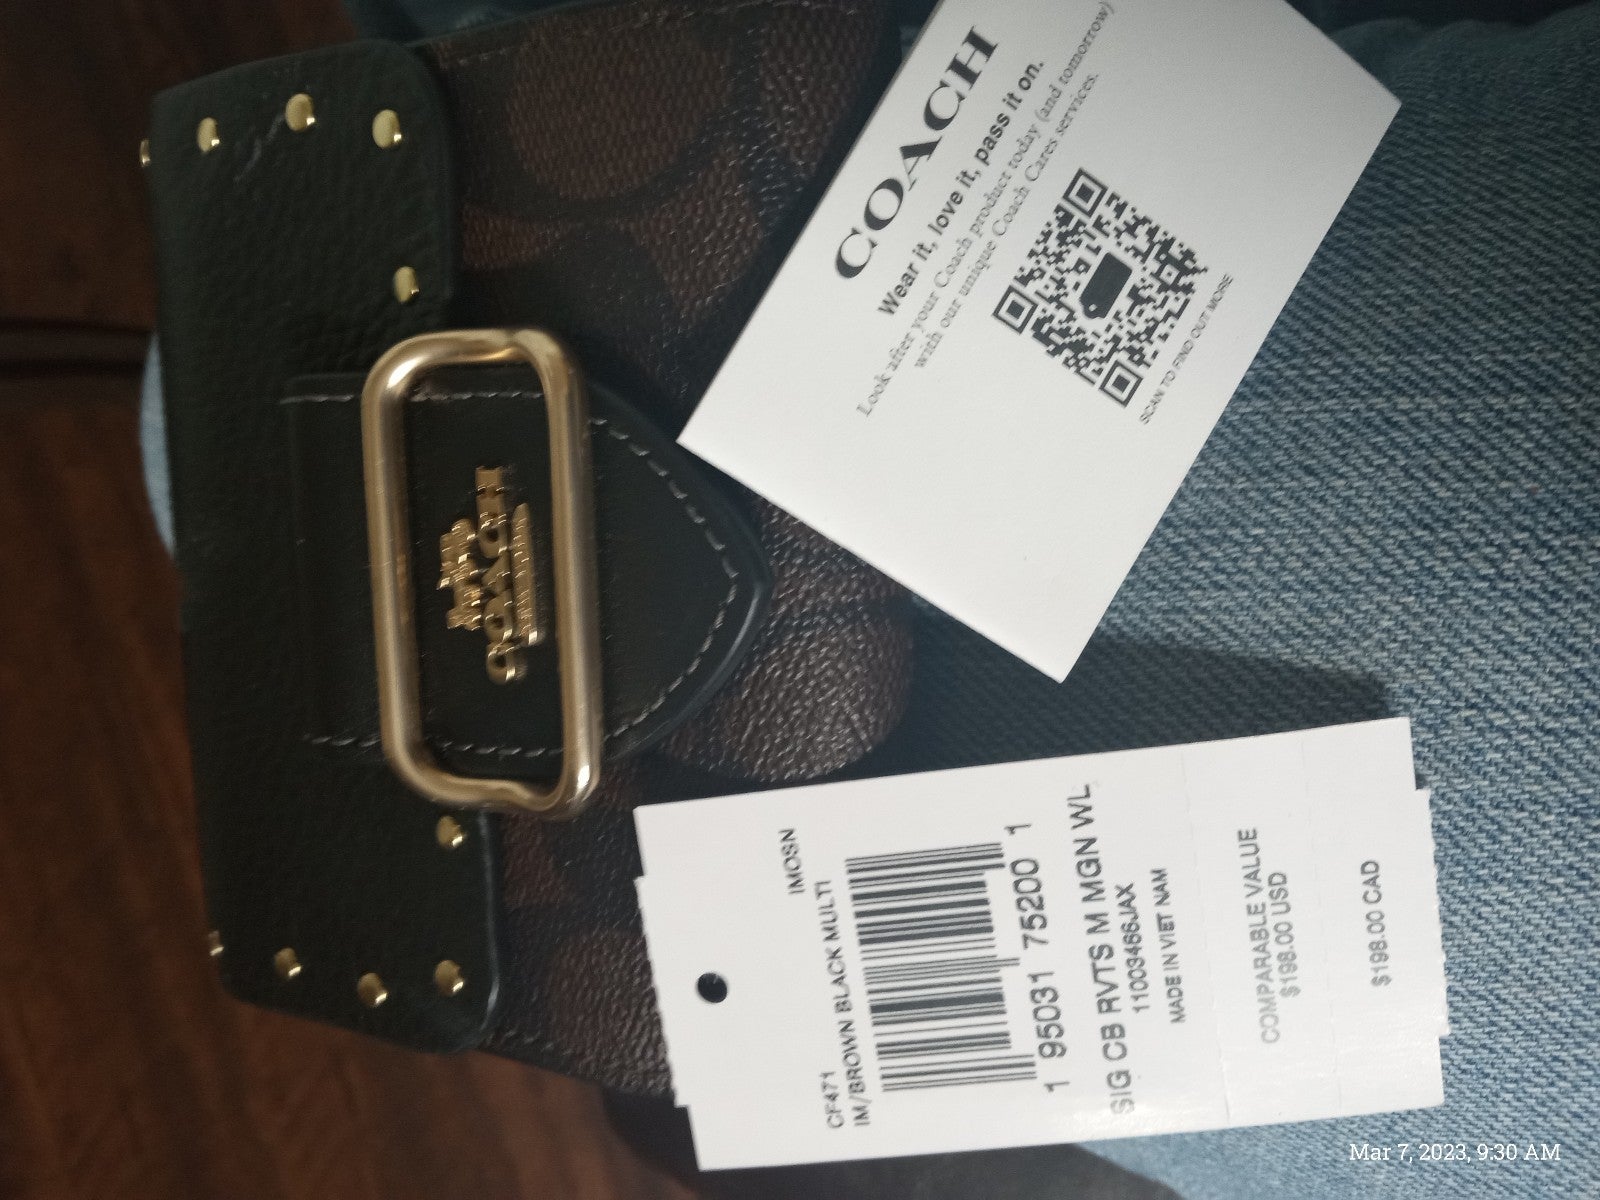 COACH
COACH
Wear it, love it, pass it on.
Look after your Coach product today (and tomorrow)
with our unique Coach Cares services.
SCAN TO FIND OUT MORE
CF471 IMOSN
IM/BROWN BLACK MULTI
1 95031 75200 1
SIG CB RVTS M MGN WL
11003466JAX
MADE IN VIET NAM
COMPARABLE VALUE
$198.00 USD
$198.00 CAD
Mar 7, 2023, 9:30 AM